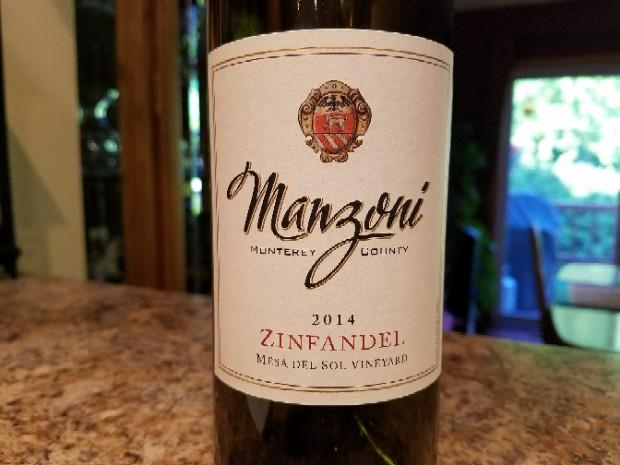 Manzoni
MONTEREY COUNTY
2014
ZINFANDEL
MESA DEL SOL VINEYARD